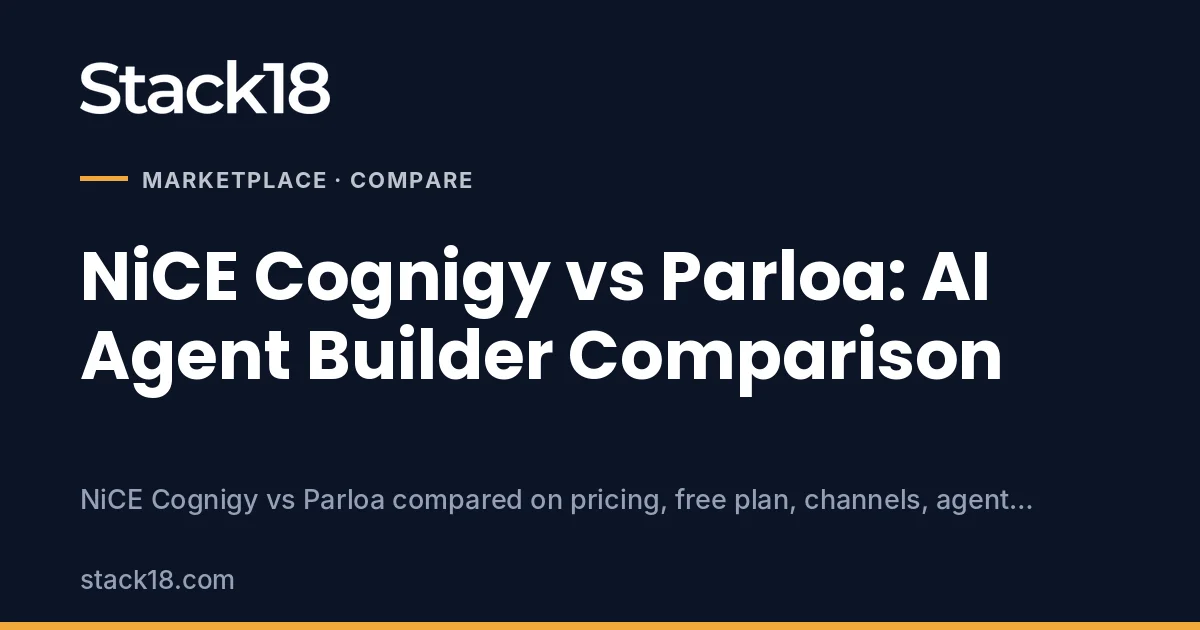 Stack18
MARKETPLACE · COMPARE
NiCE Cognigy vs Parloa: AI
Agent Builder Comparison
NiCE Cognigy vs Parloa compared on pricing, free plan, channels, agent...
stack18.com